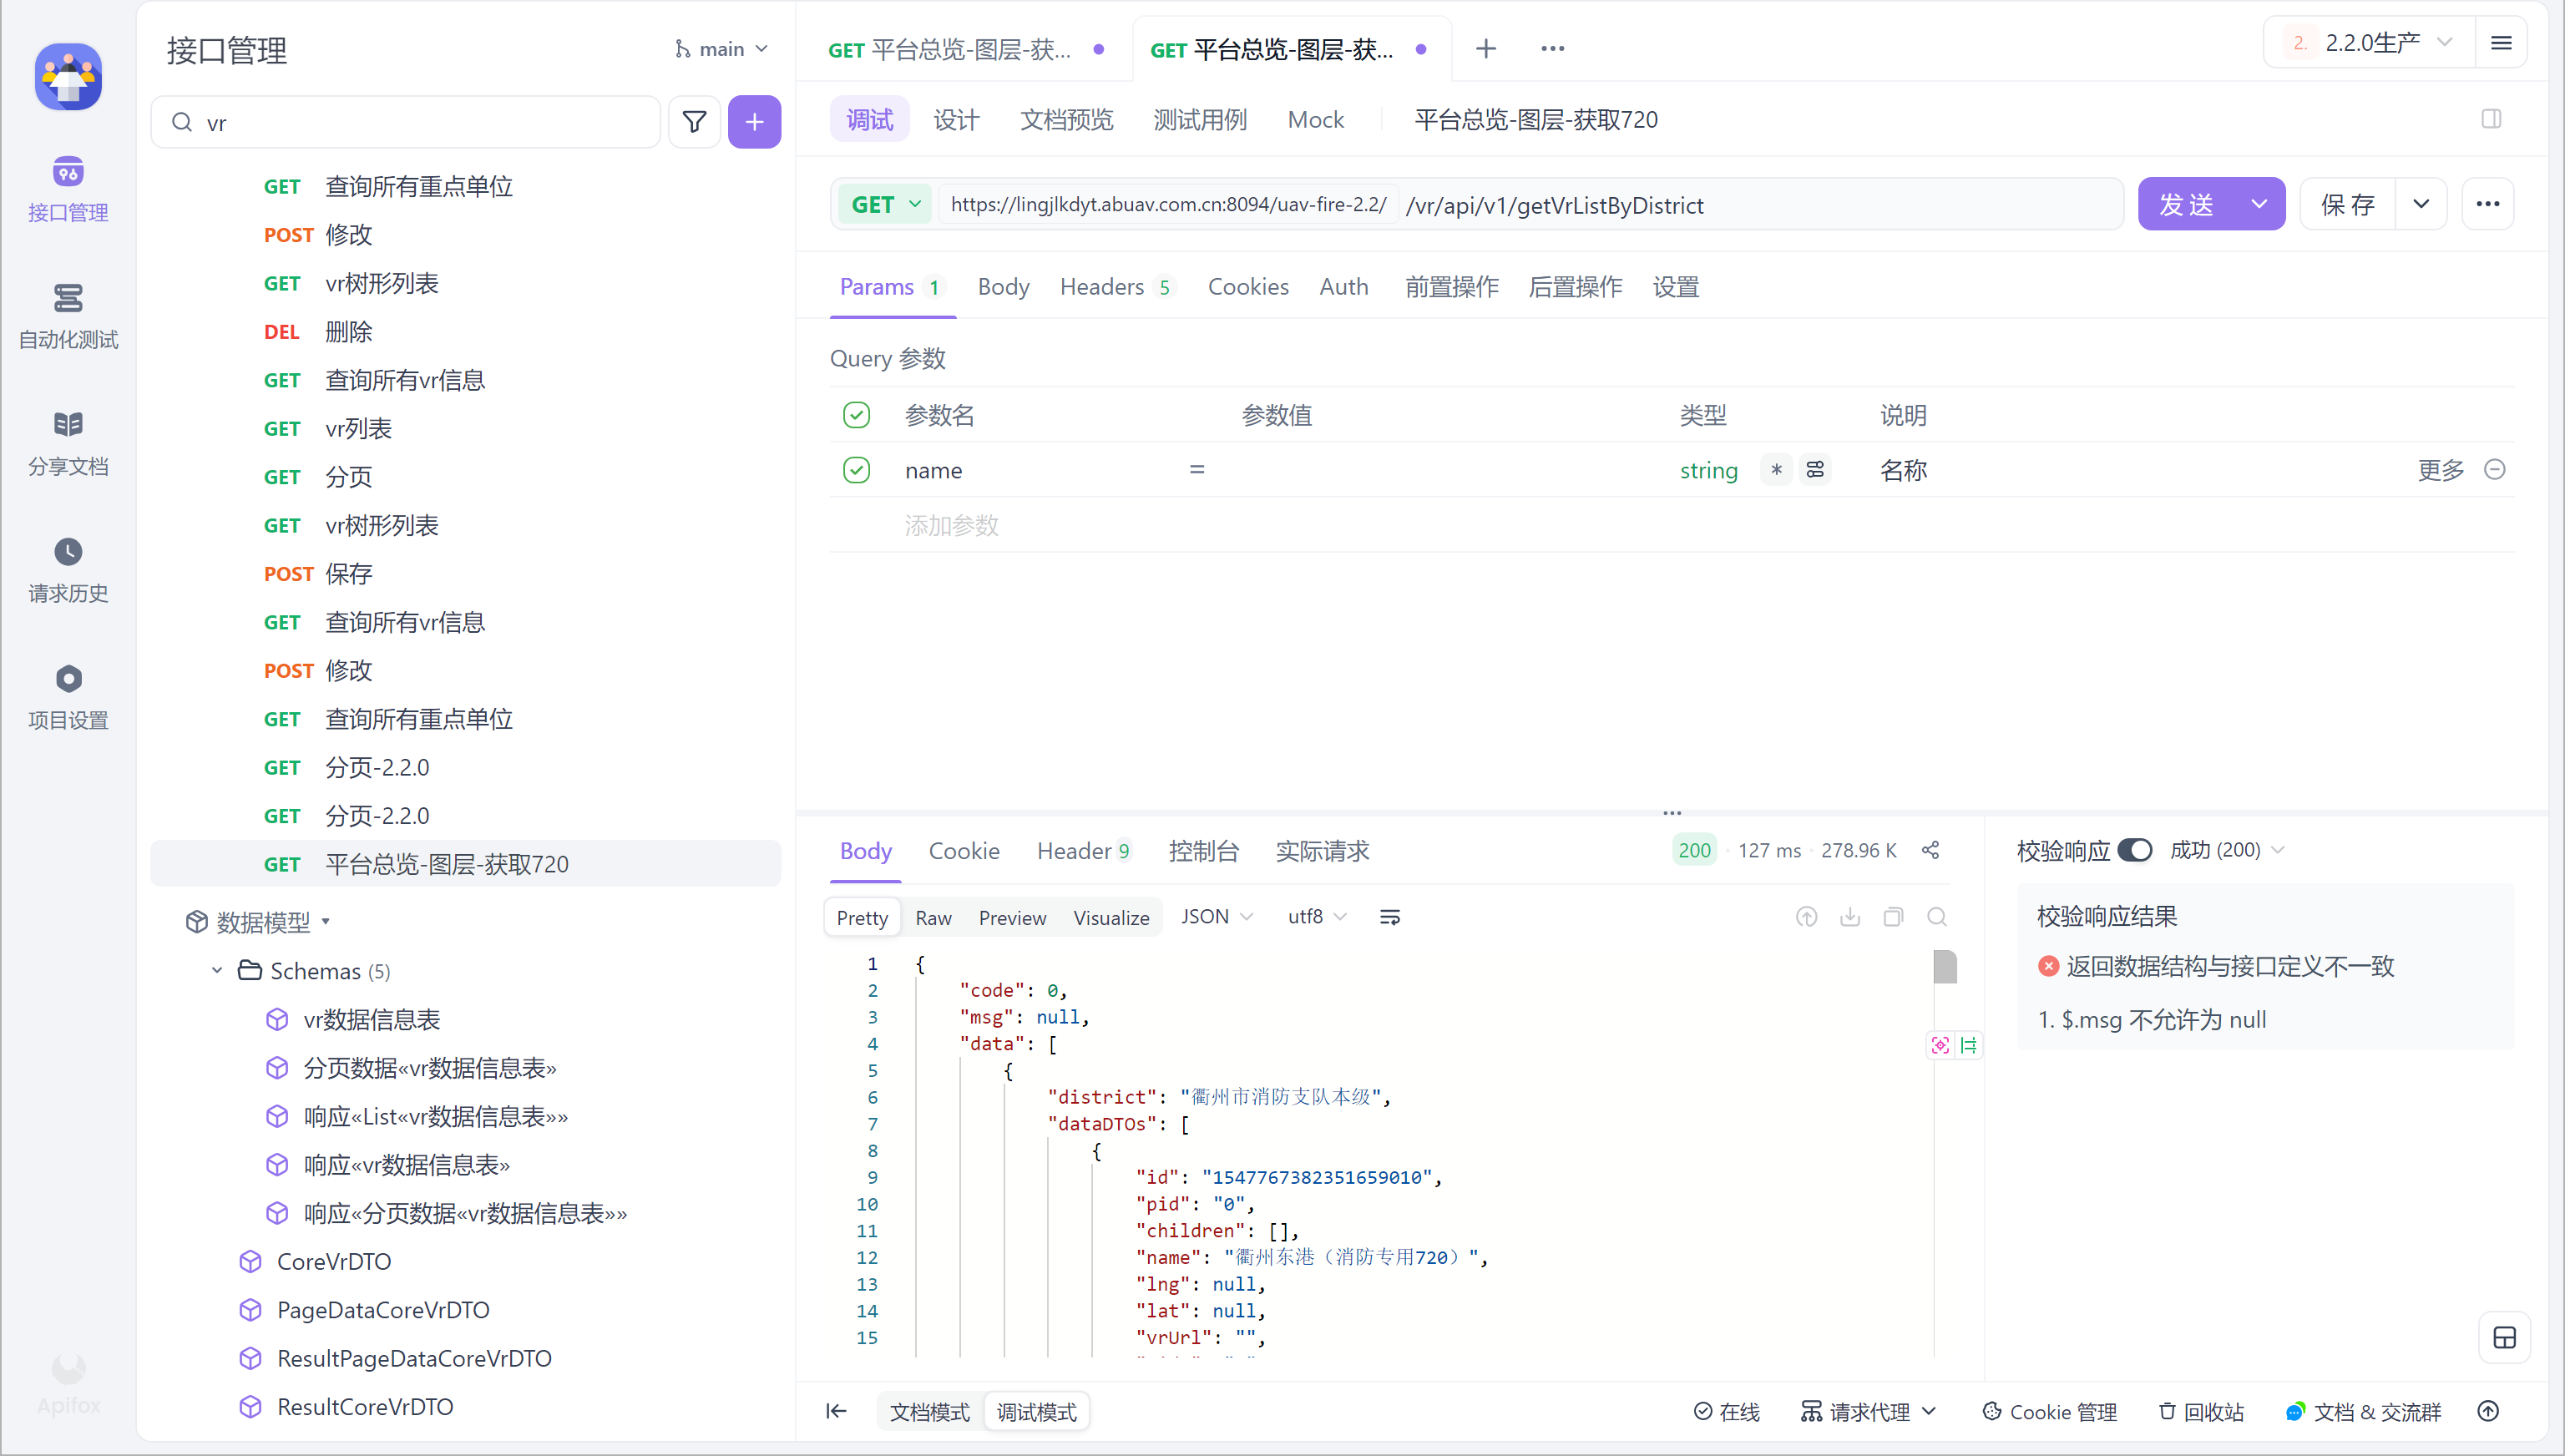 接口管理
自动化测试
分享文档
请求历史
项目设置
Apifox
接口管理
main
vr
GET 查询所有重点单位
POST 修改
GET vr树形列表
DEL 删除
GET 查询所有vr信息
GET vr列表
GET 分页
GET vr树形列表
POST 保存
GET 查询所有vr信息
POST 修改
GET 查询所有重点单位
GET 分页-2.2.0
GET 分页-2.2.0
GET 平台总览-图层-获取720
数据模型
Schemas (5)
vr数据信息表
分页数据«vr数据信息表»
响应«List«vr数据信息表»»
响应«vr数据信息表»
响应«分页数据«vr数据信息表»»
CoreVrDTO
PageDataCoreVrDTO
ResultPageDataCoreVrDTO
ResultCoreVrDTO
GET 平台总览-图层-获...
GET 平台总览-图层-获...
2. 2.2.0生产
调试 设计 文档预览 测试用例 Mock 平台总览-图层-获取720
GET https://lingjlkdyt.abuav.com.cn:8094/uav-fire-2.2/ /vr/api/v1/getVrListByDistrict
发送 保存
Params 1 Body Headers 5 Cookies Auth 前置操作 后置操作 设置
Query 参数
参数名 参数值 类型 说明
name = string * 名称 更多
添加参数
Body Cookie Header 9 控制台 实际请求
200 · 127 ms · 278.96 K
Pretty Raw Preview Visualize JSON utf8
1 {
2 "code": 0,
3 "msg": null,
4 "data": [
5 {
6 "district": "衢州市消防支队本级",
7 "dataDTOs": [
8 {
9 "id": "1547767382351659010",
10 "pid": "0",
11 "children": [],
12 "name": "衢州东港（消防专用720）",
13 "lng": null,
14 "lat": null,
15 "vrUrl": "",
校验响应 成功 (200)
校验响应结果
返回数据结构与接口定义不一致
1. $.msg 不允许为 null
文档模式 调试模式
在线 请求代理 Cookie 管理 回收站 文档 & 交流群